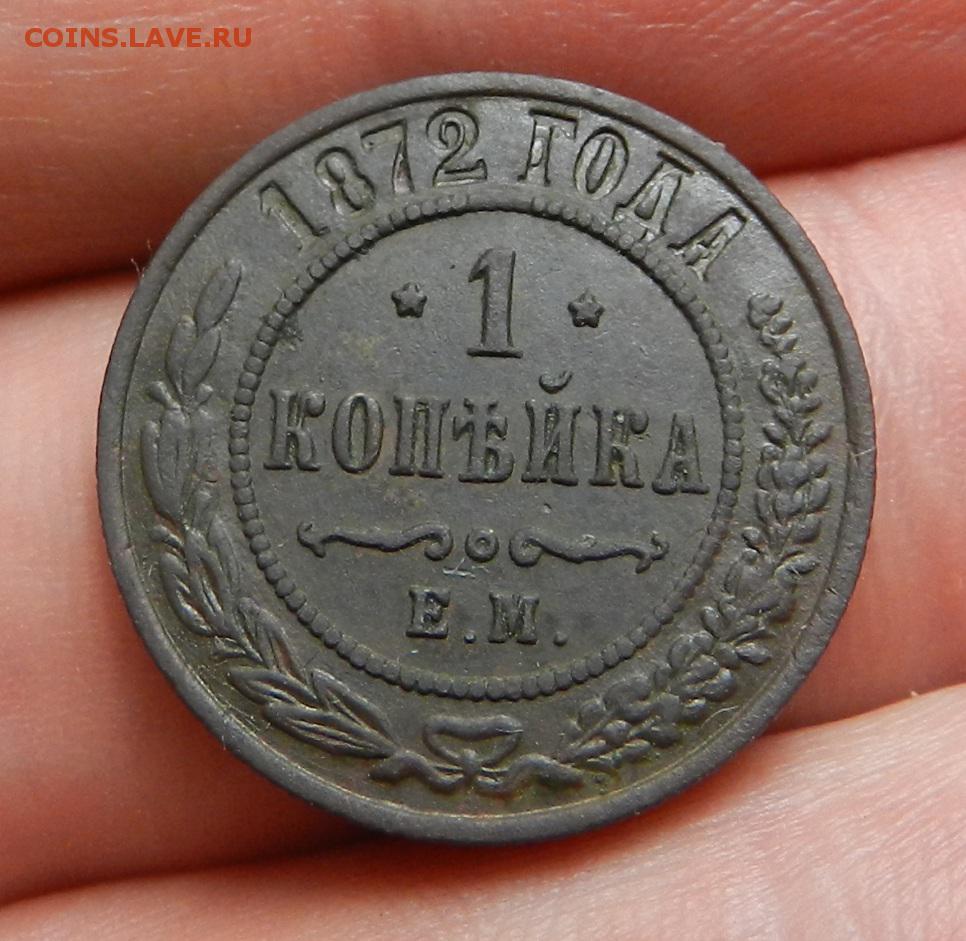 COINS.LAVE.RU
1872 ГОДА
* 1 *
КОПѢЙКА
Е.М.